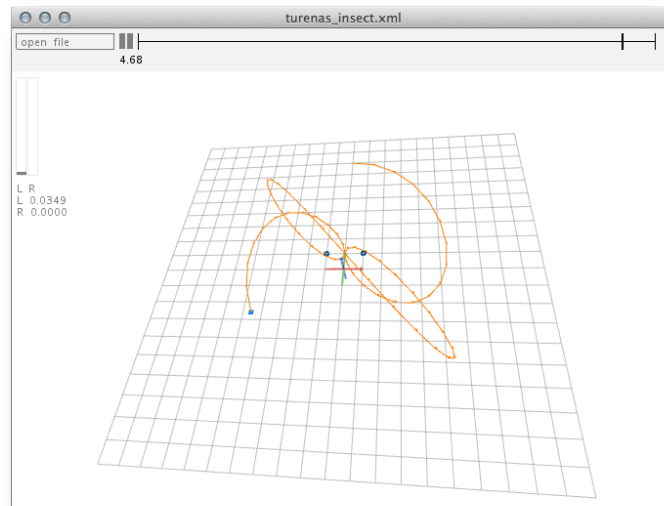 turenas_insect.xml
open file
4.68
L R
L 0.0349
R 0.0000